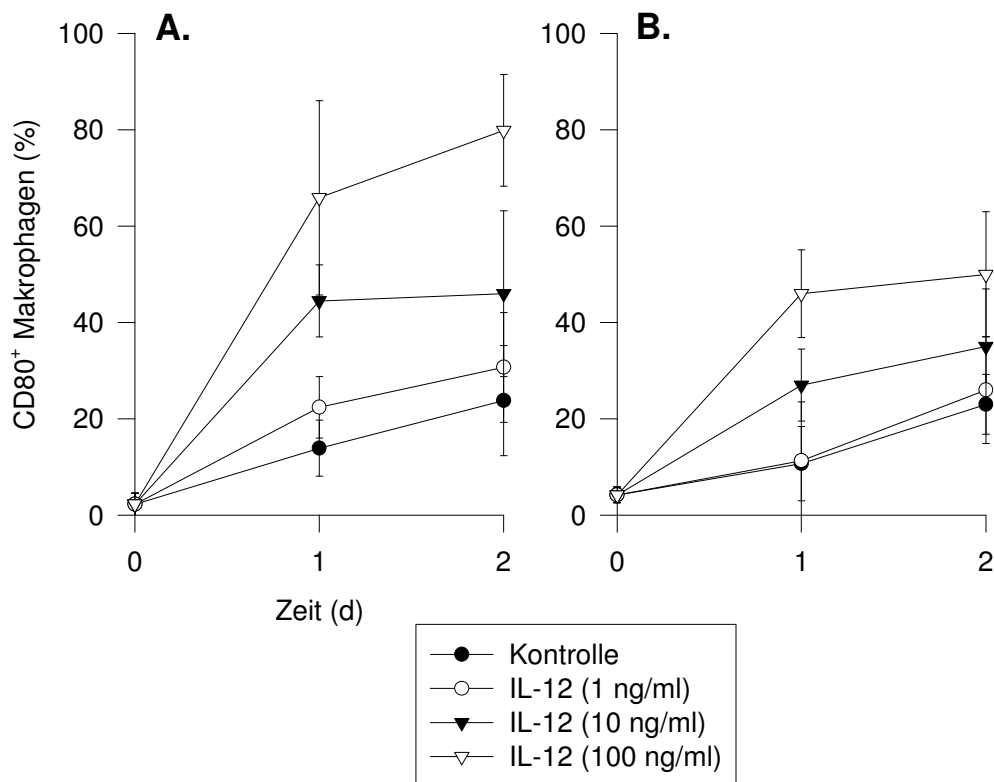 A.
B.
100
80
60
40
20
0
CD80⁺ Makrophagen (%)
0 1 2
100
80
60
40
20
0
0 1 2
Zeit (d)
Kontrolle
IL-12 (1 ng/ml)
IL-12 (10 ng/ml)
IL-12 (100 ng/ml)